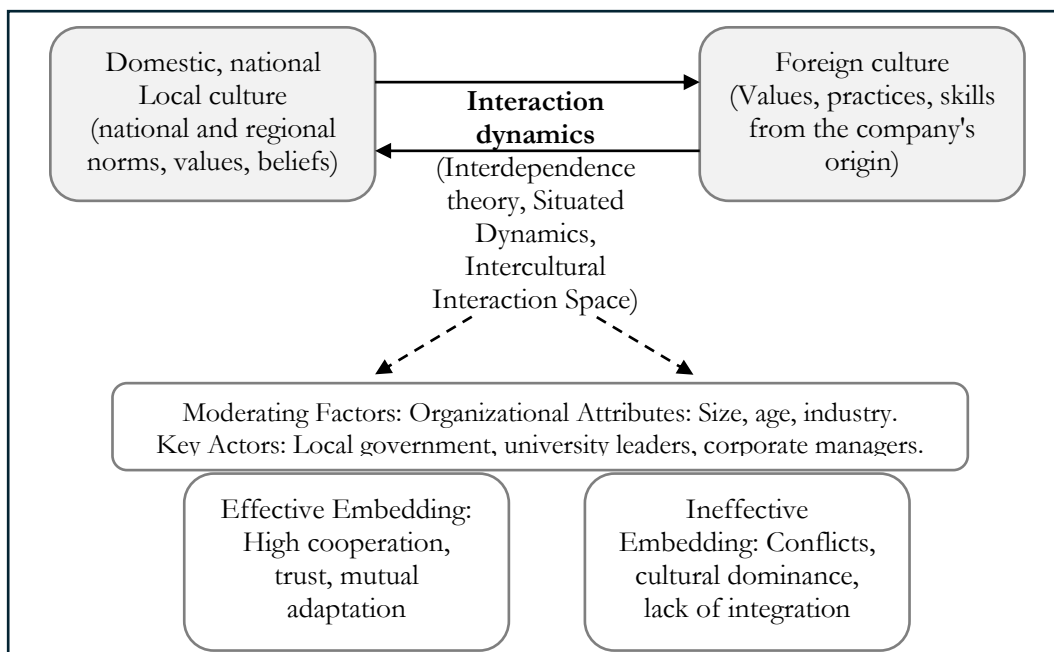 Domestic, national
Local culture
(national and regional
norms, values, beliefs)
Interaction
dynamics
(Interdependence
theory, Situated
Dynamics,
Intercultural
Interaction Space)
Foreign culture
(Values, practices, skills
from the company's
origin)
Moderating Factors: Organizational Attributes: Size, age, industry.
Key Actors: Local government, university leaders, corporate managers.
Effective Embedding:
High cooperation,
trust, mutual
adaptation
Ineffective
Embedding: Conflicts,
cultural dominance,
lack of integration